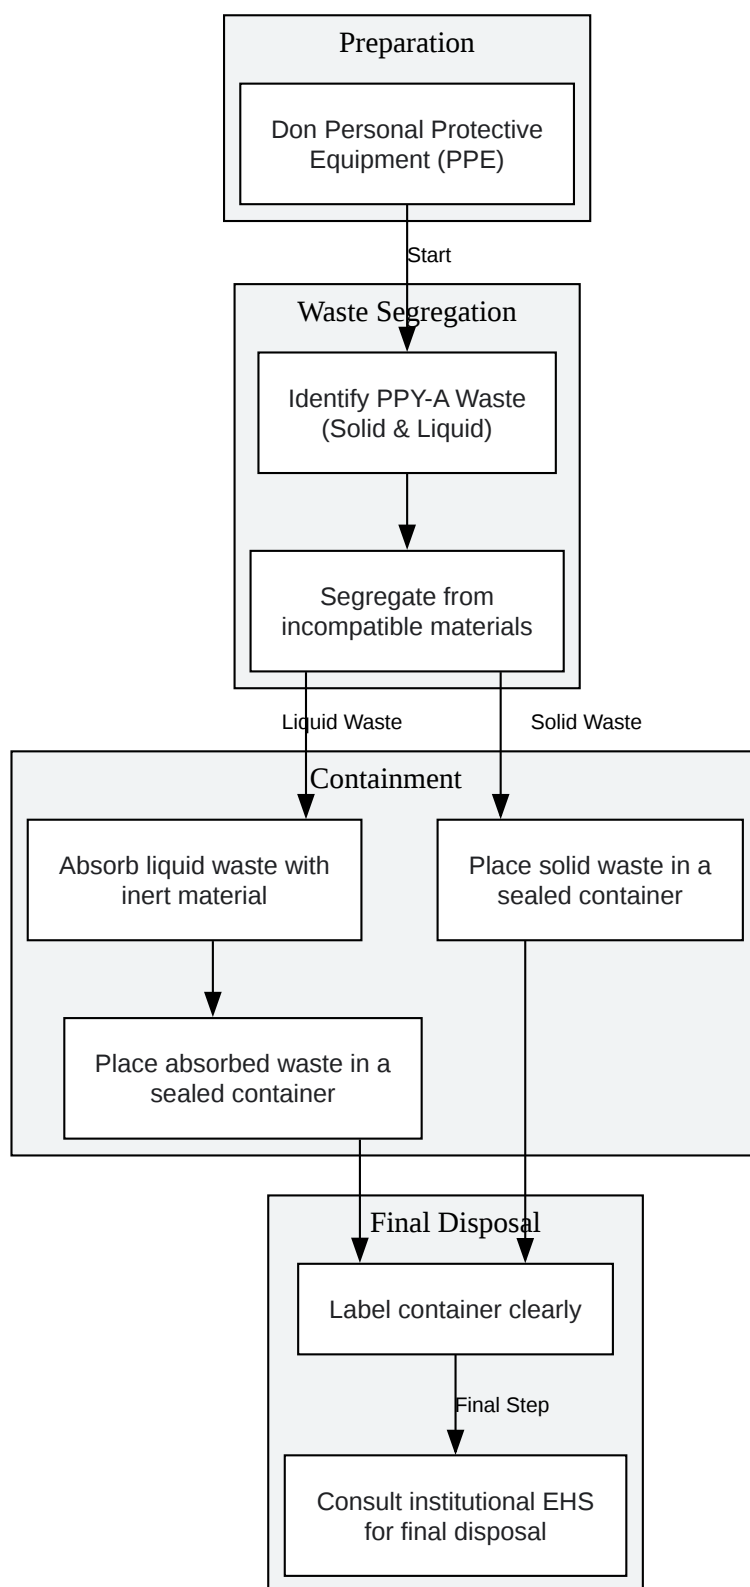 Preparation
Don Personal Protective
Equipment (PPE)
Start
Waste Segregation
Identify PPY-A Waste
(Solid & Liquid)
Segregate from
incompatible materials
Liquid Waste
Solid Waste
Containment
Absorb liquid waste with
inert material
Place solid waste in a
sealed container
Place absorbed waste in a
sealed container
Final Disposal
Label container clearly
Final Step
Consult institutional EHS
for final disposal